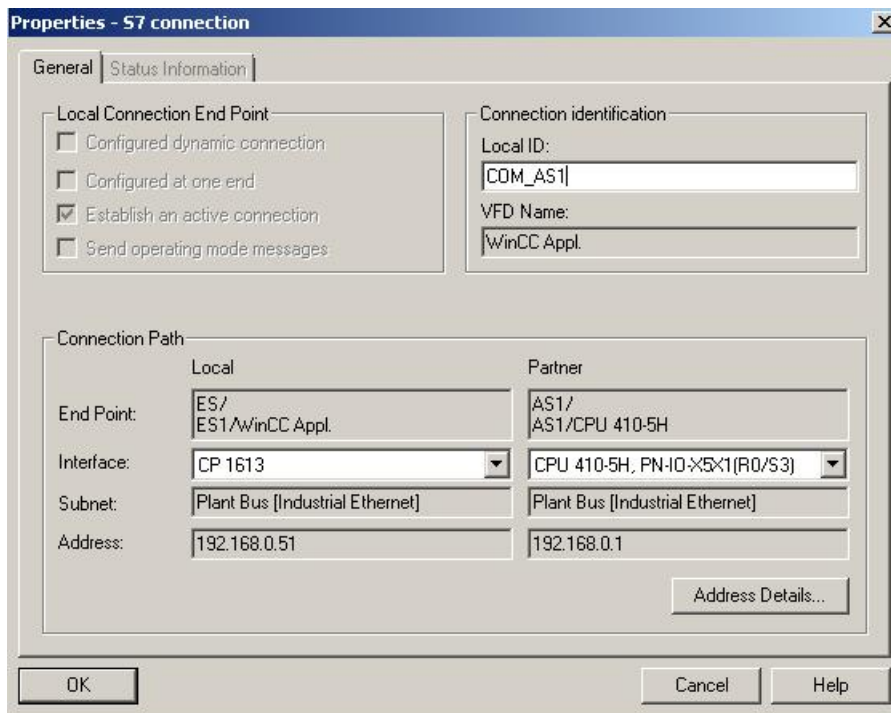 Properties - S7 connection
General
Status Information
Local Connection End Point
Configured dynamic connection
Configured at one end
Establish an active connection
Send operating mode messages
Connection identification
Local ID:
COM_AS1
VFD Name:
WinCC Appl.
Connection Path
Local
Partner
End Point:
ES/
ES1/WinCC Appl.
AS1/
AS1/CPU 410-5H
Interface:
CP 1613
CPU 410-5H, PN-IO-X5X1(R0/S3)
Subnet:
Plant Bus [Industrial Ethernet]
Plant Bus [Industrial Ethernet]
Address:
192.168.0.51
192.168.0.1
Address Details...
OK
Cancel
Help